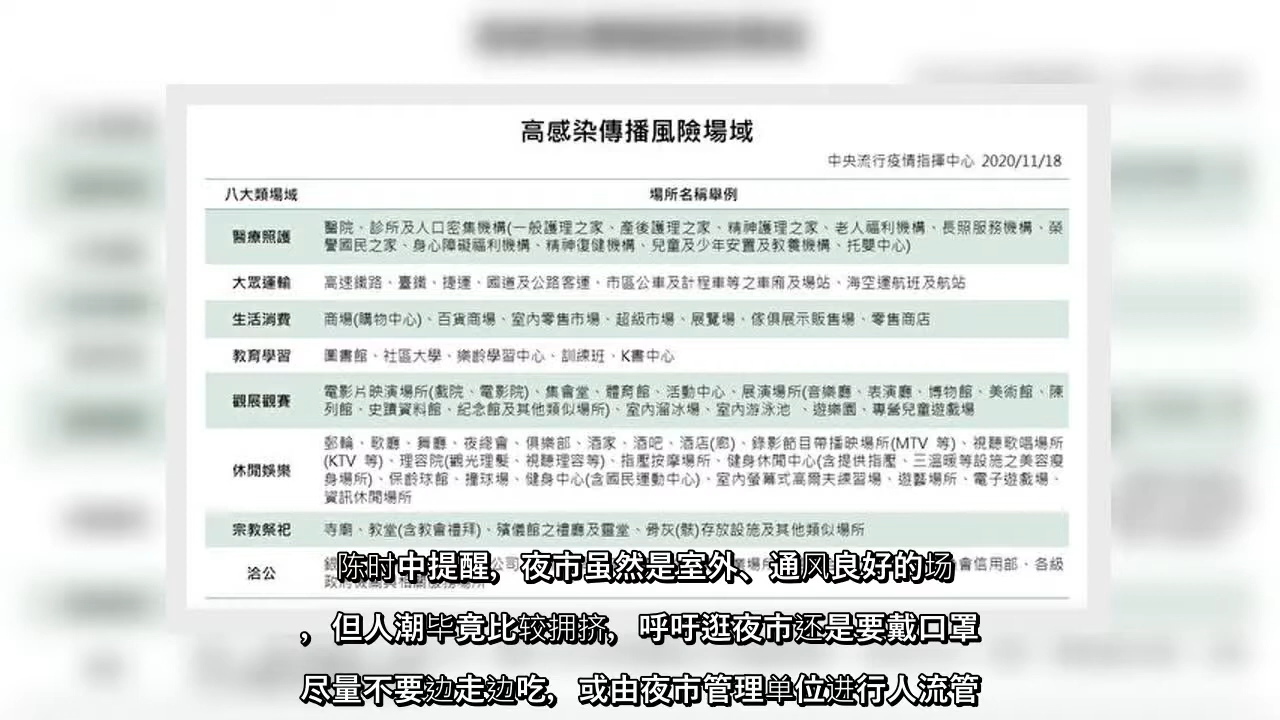 高感染傳播風險場域
中央流行疫情指揮中心 2020/11/18
八大類場域 場所名稱舉例
醫療照護 醫院、診所及人口密集機構(一般護理之家、產後護理之家、精神護理之家、老人福利機構、長照服務機構、榮
譽國民之家、身心障礙福利機構、精神復健機構、兒童及少年安置及教養機構、托嬰中心)
大眾運輸 高速鐵路、臺鐵、捷運、國道及公路客運、市區公車及計程車等之車廂及場站、海空運航班及航站
生活消費 商場(購物中心)、百貨商場、室內零售市場、超級市場、展覽場、傢俱展示販售場、零售商店
教育學習 圖書館、社區大學、樂齡學習中心、訓練班、K書中心
觀展觀賽 電影片映演場所(戲院、電影院)、集會堂、體育館、活動中心、展演場所(音樂廳、表演廳、博物館、美術館、陳
列館、史蹟資料館、紀念館及其他類似場所)、室內溜冰場、室內游泳池 、遊樂園、專營兒童遊戲場
休閒娛樂 郵輪、歌廳、舞廳、夜總會、俱樂部、酒家、酒吧、酒店(廊)、錄影節目帶播映場所(MTV 等)、視聽歌唱場所
(KTV 等)、理容院(觀光理髮、視聽理容等)、指壓按摩場所、健身休閒中心(含提供指壓、三溫暖等設施之美容瘦
身場所)、保齡球館、撞球場、健身中心(含國民運動中心)、室內螢幕式高爾夫練習場、遊藝場所、電子遊戲場、
資訊休閒場所
宗教祭祀 寺廟、教堂(含教會禮拜)、殯儀館之禮廳及靈堂、骨灰(骸)存放設施及其他類似場所
洽公 銀 公司 場所 會信用部、各級
政府機關
陈时中提醒，夜市虽然是室外、通风良好的场
，但人潮毕竟比较拥挤，呼吁逛夜市还是要戴口罩
尽量不要边走边吃，或由夜市管理单位进行人流管